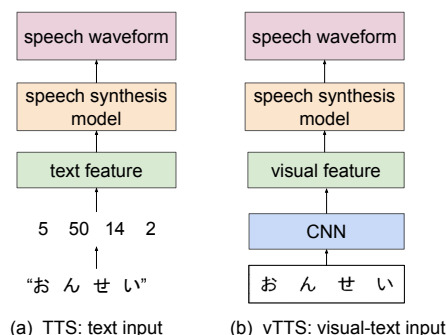 speech waveform
speech synthesis
model
text feature
5 50 14 2
“お ん せ い”
(a) TTS: text input
speech waveform
speech synthesis
model
visual feature
CNN
お ん せ い
(b) vTTS: visual-text input